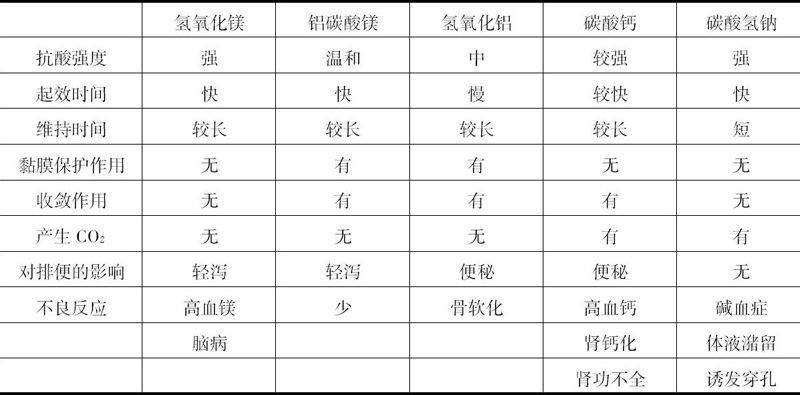 氢氧化镁 铝碳酸镁 氢氧化铝 碳酸钙 碳酸氢钠
抗酸强度 强 温和 中 较强 强
起效时间 快 快 慢 较快 快
维持时间 较长 较长 较长 较长 短
黏膜保护作用 无 有 有 无 无
收敛作用 无 有 有 有 无
产生 CO₂ 无 无 无 有 有
对排便的影响 轻泻 轻泻 便秘 便秘 无
不良反应 高血镁 少 骨软化 高血钙 碱血症
脑病 肾钙化 体液潴留
肾功不全 诱发穿孔